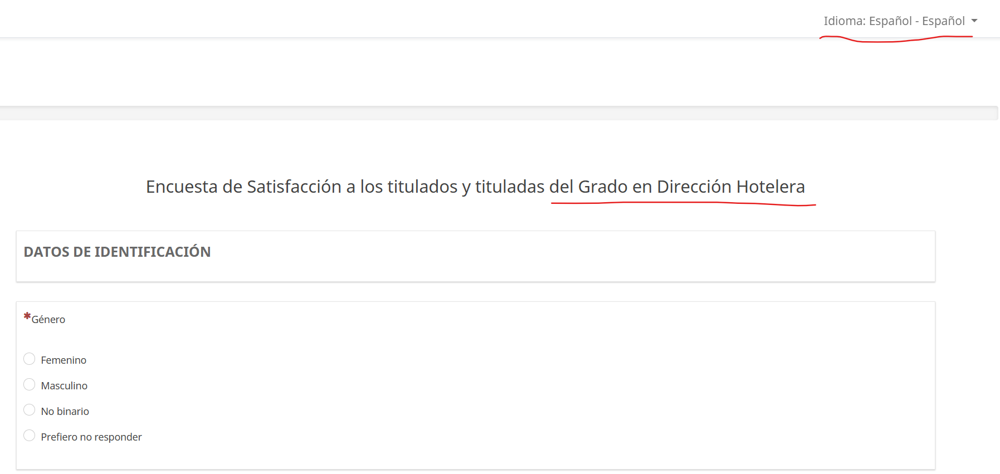 Idioma: Español - Español
Encuesta de Satisfacción a los titulados y tituladas del Grado en Dirección Hotelera
DATOS DE IDENTIFICACIÓN
*Género
Femenino
Masculino
No binario
Prefiero no responder